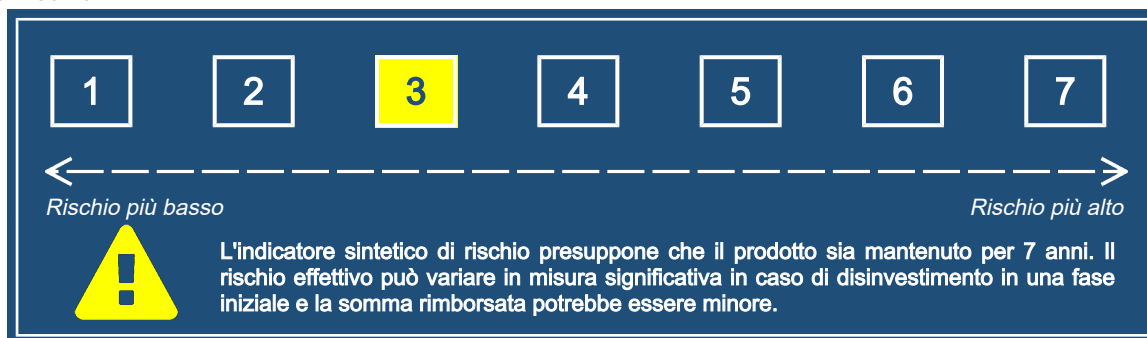 1 2 3 4 5 6 7
Rischio più basso Rischio più alto
L'indicatore sintetico di rischio presuppone che il prodotto sia mantenuto per 7 anni. Il
rischio effettivo può variare in misura significativa in caso di disinvestimento in una fase
iniziale e la somma rimborsata potrebbe essere minore.